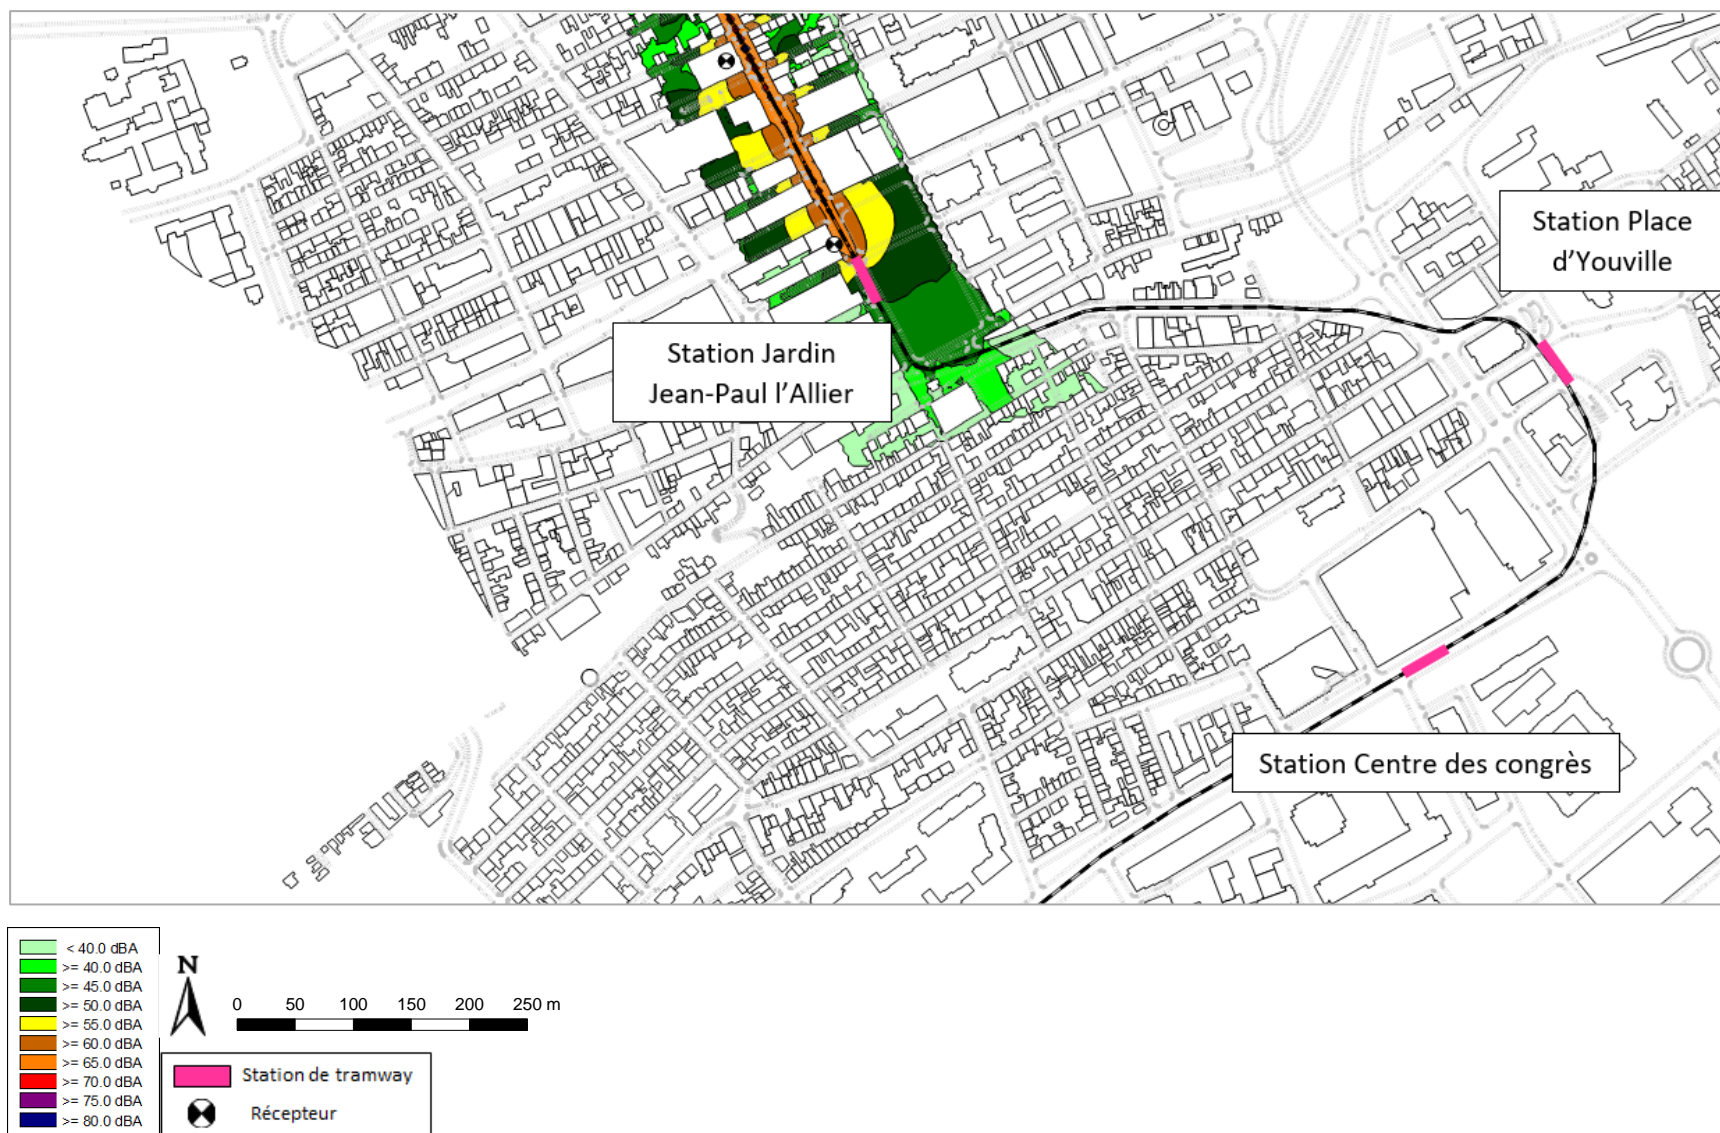 Station Place
d'Youville
Station Jardin
Jean-Paul l'Allier
Station Centre des congrès
< 40.0 dBA
>= 40.0 dBA
>= 45.0 dBA
>= 50.0 dBA
>= 55.0 dBA
>= 60.0 dBA
>= 65.0 dBA
>= 70.0 dBA
>= 75.0 dBA
>= 80.0 dBA
N
0 50 100 150 200 250 m
Station de tramway
Récepteur